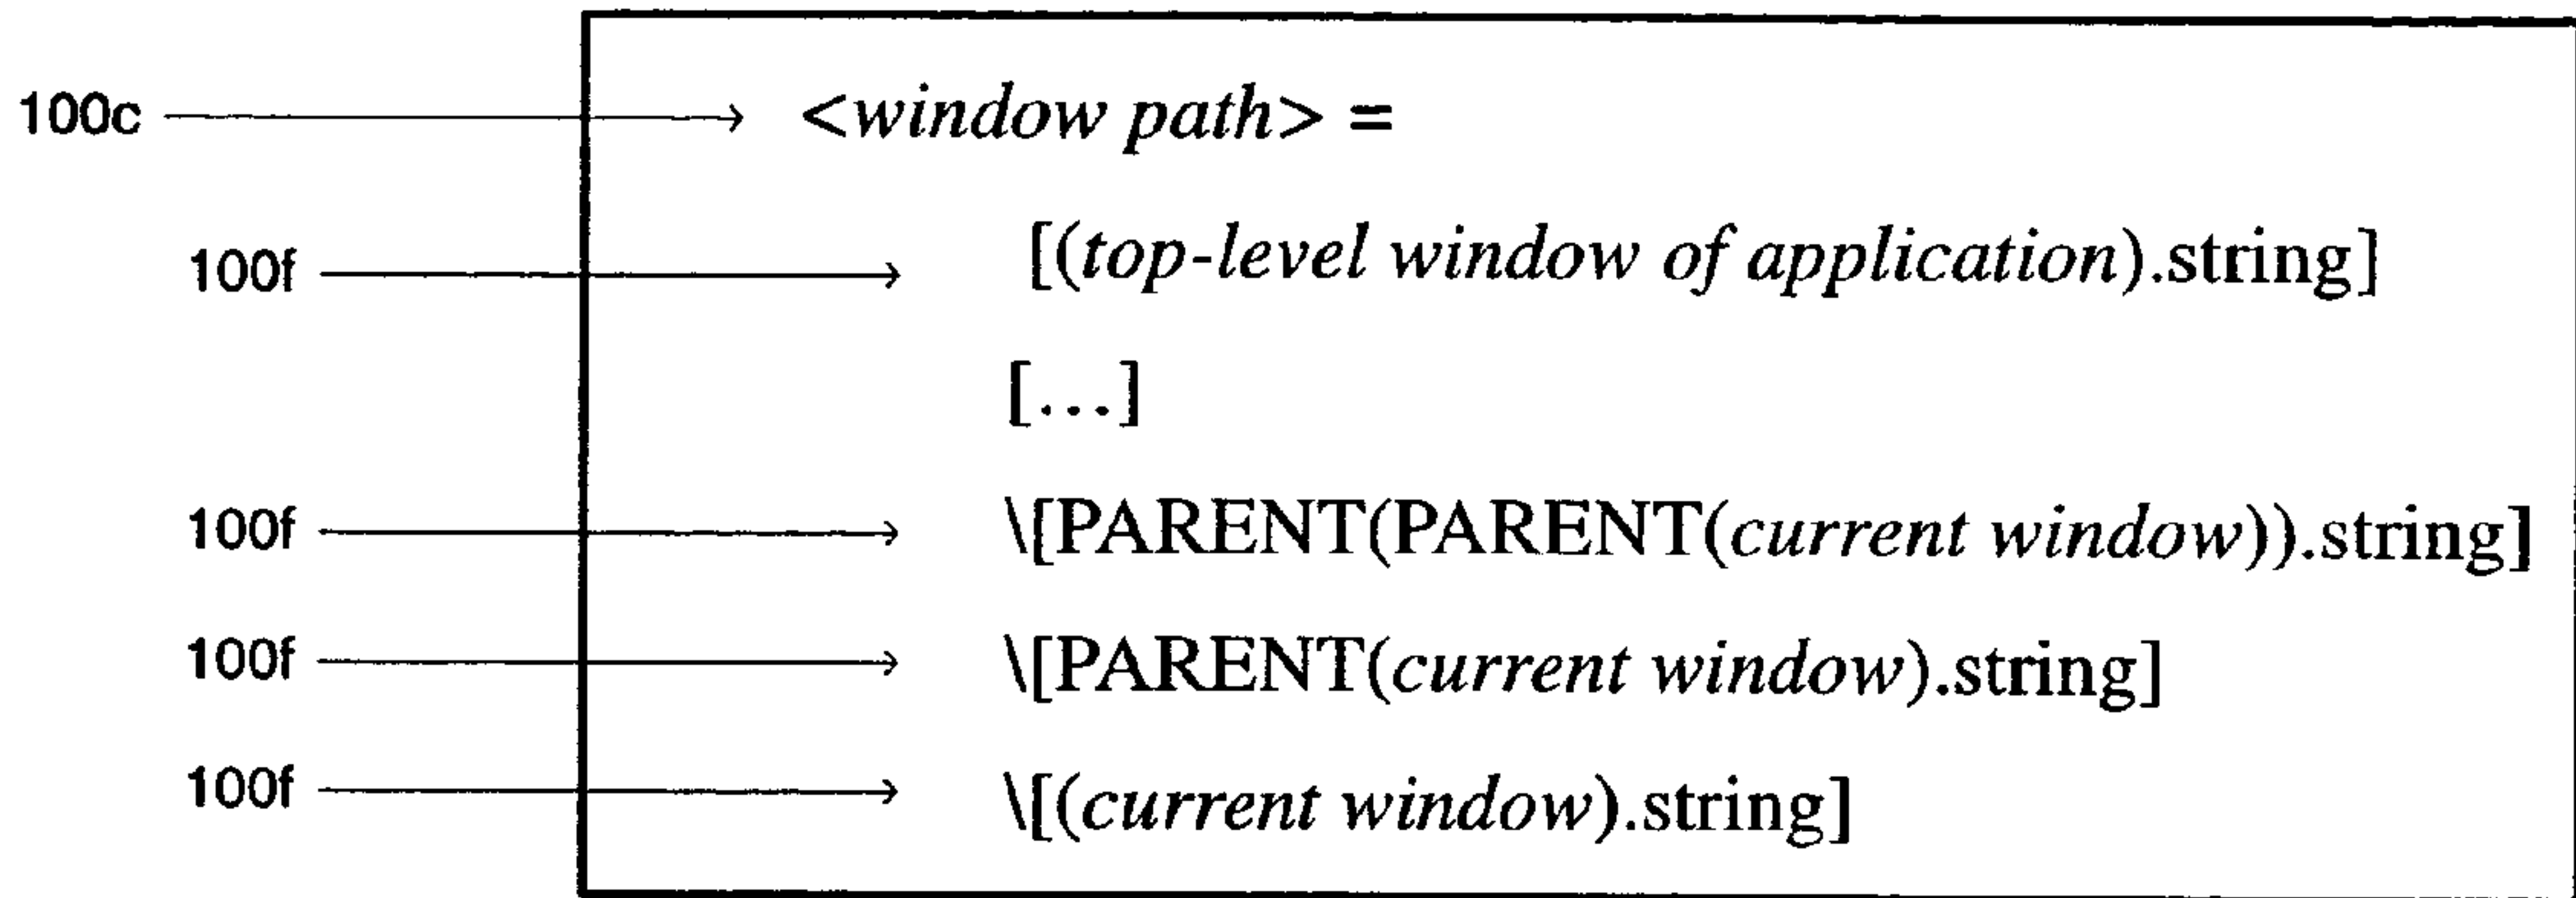 100c <window path> =
100f [(top-level window of application).string]
[...]
100f \[PARENT(PARENT(current window)).string]
100f \[PARENT(current window).string]
100f \[(current window).string]